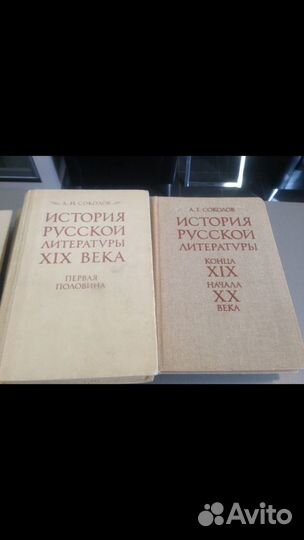 А. Н. СОКОЛОВ
ИСТОРИЯ
РУССКОЙ
ЛИТЕРАТУРЫ
XIX ВЕКА
ПЕРВАЯ
ПОЛОВИНА
А. Г. СОКОЛОВ
ИСТОРИЯ
РУССКОЙ
ЛИТЕРАТУРЫ
КОНЦА
XIX
НАЧАЛА
XX
ВЕКА
Avito